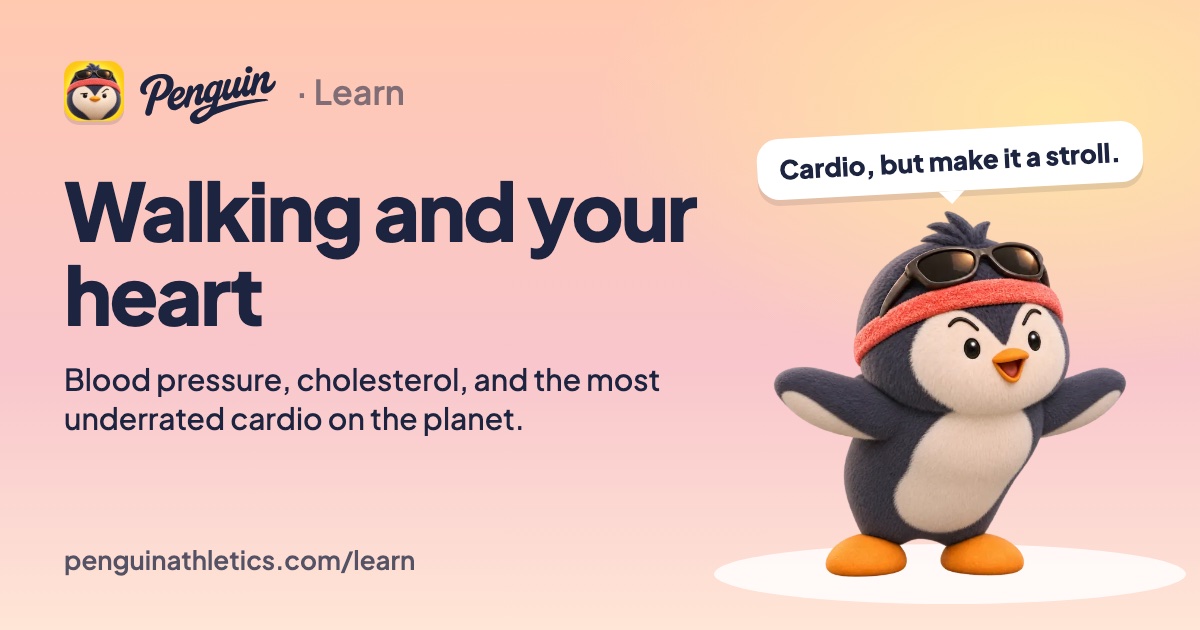 Penguin · Learn
Cardio, but make it a stroll.
Walking and your
heart
Blood pressure, cholesterol, and the most
underrated cardio on the planet.
penguinathletics.com/learn